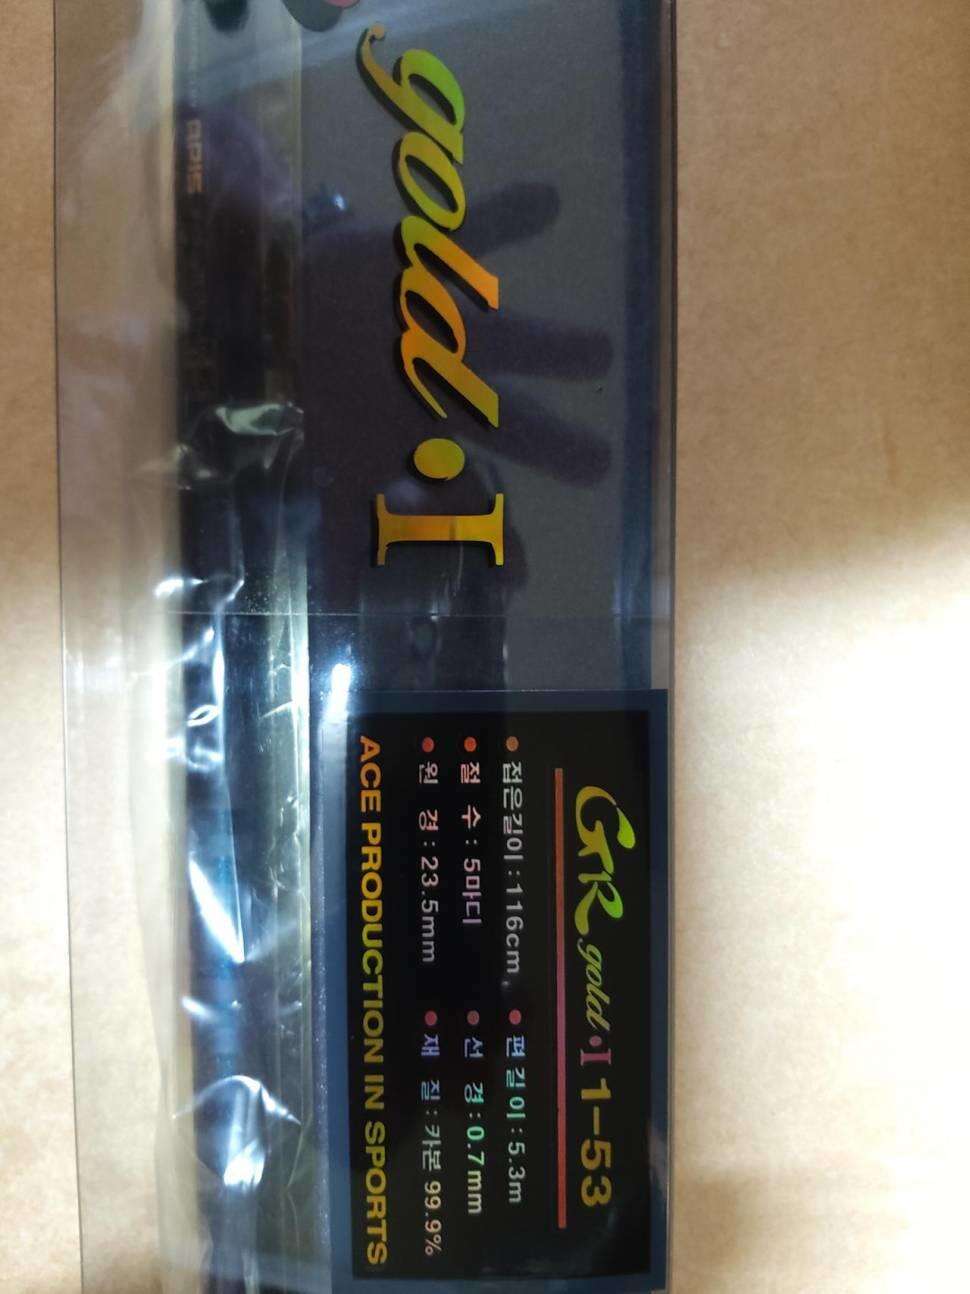 gold·I
GR gold·I 1-53
● 접은길이 : 116cm. ● 편길이 : 5.3m
● 절 수 : 5마디 ● 선 경 : 0.7mm
● 원 경 : 23.5mm ● 재 질 : 카본 99.9%
ACE PRODUCTION IN SPORTS